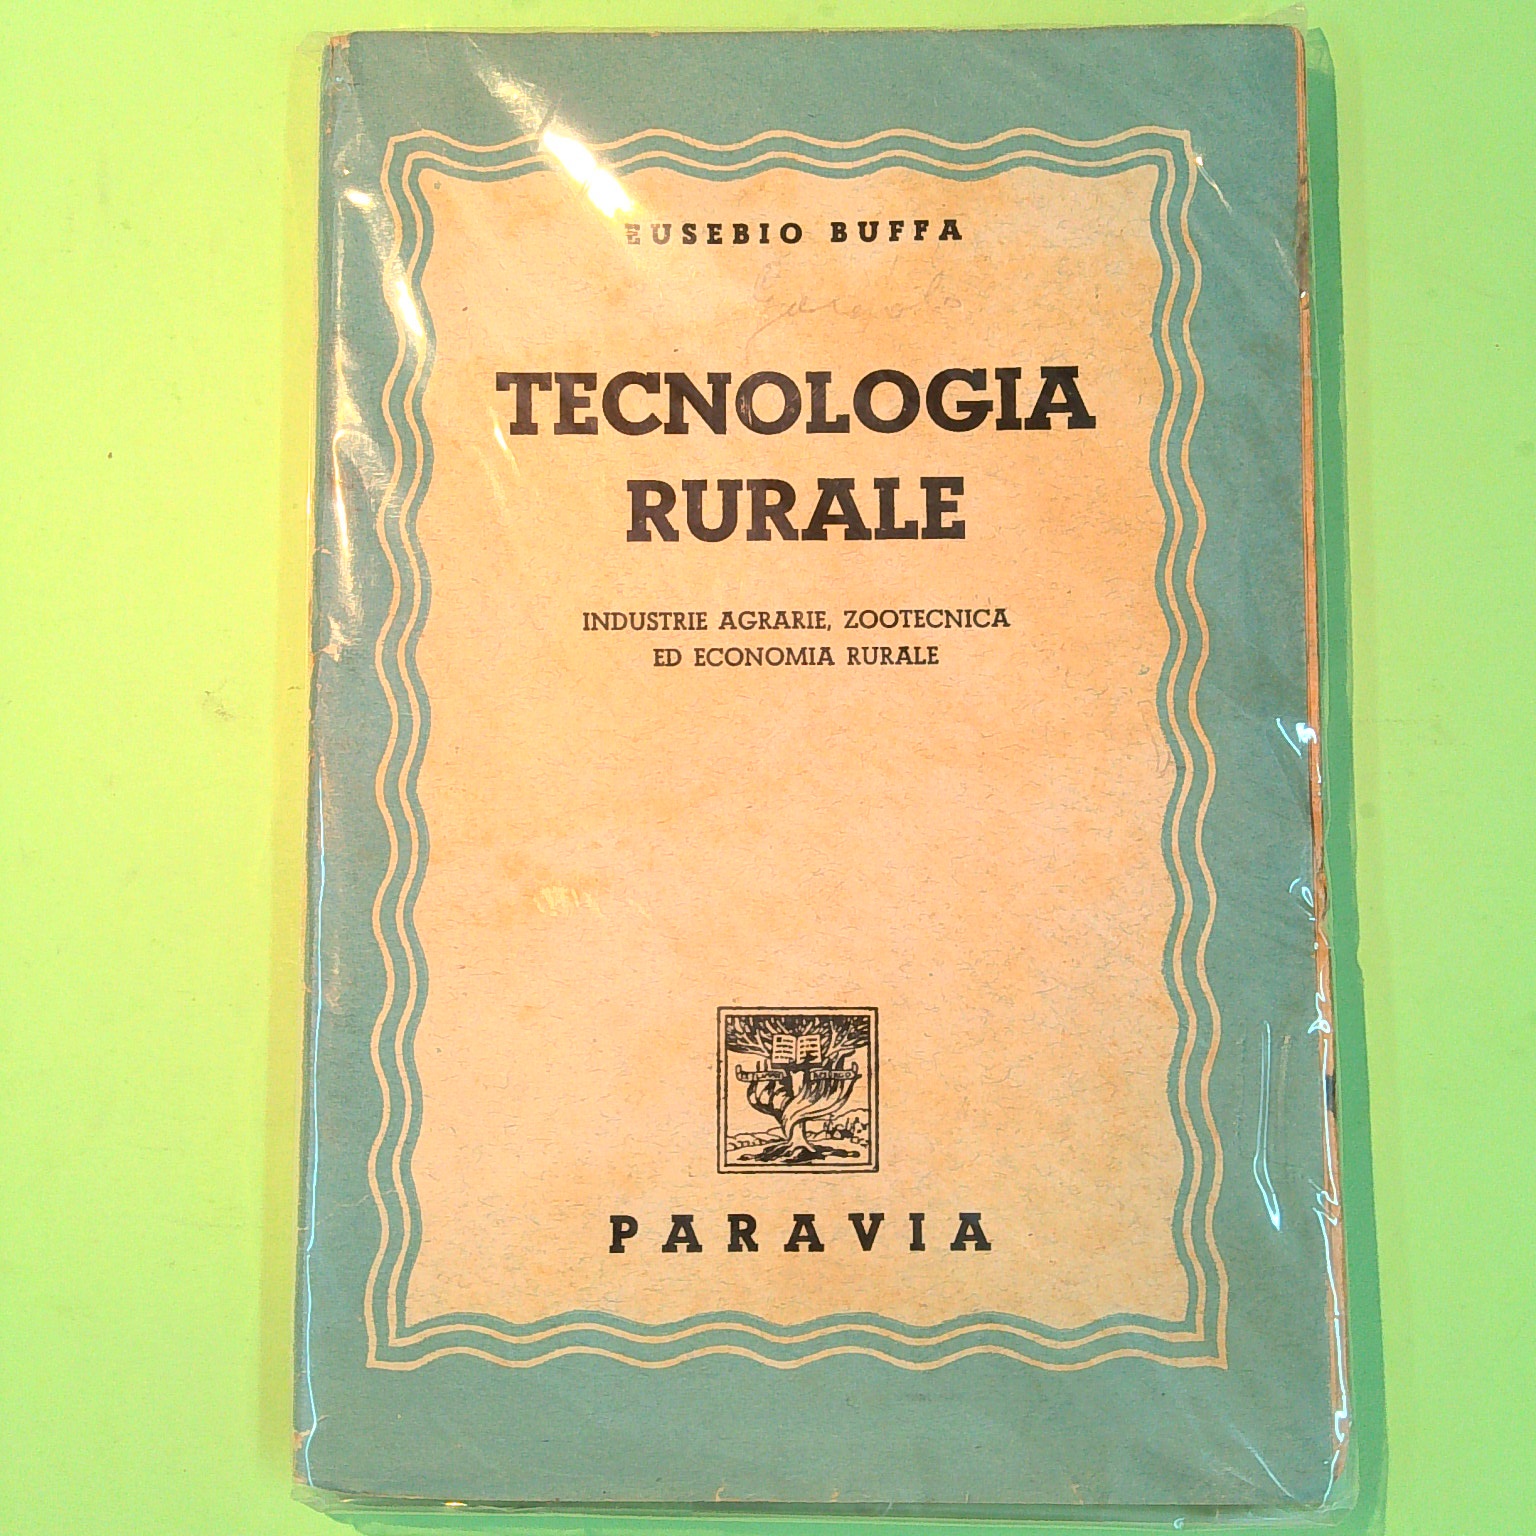 EUSEBIO BUFFA
TECNOLOGIA
RURALE
INDUSTRIE AGRARIE, ZOOTECNICA
ED ECONOMIA RURALE
PARAVIA